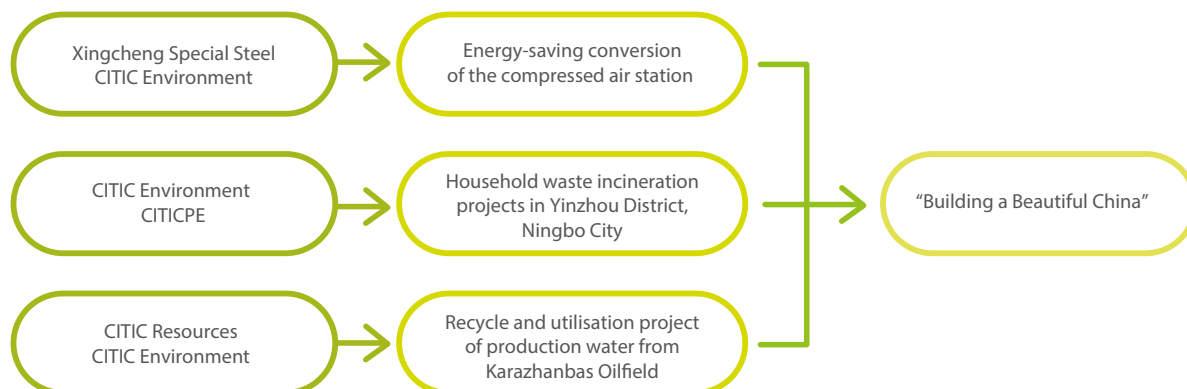 Xingcheng Special Steel
CITIC Environment
Energy-saving conversion
of the compressed air station
CITIC Environment
CITICPE
Household waste incineration
projects in Yinzhou District,
Ningbo City
“Building a Beautiful China”
CITIC Resources
CITIC Environment
Recycle and utilisation project
of production water from
Karazhanbas Oilfield